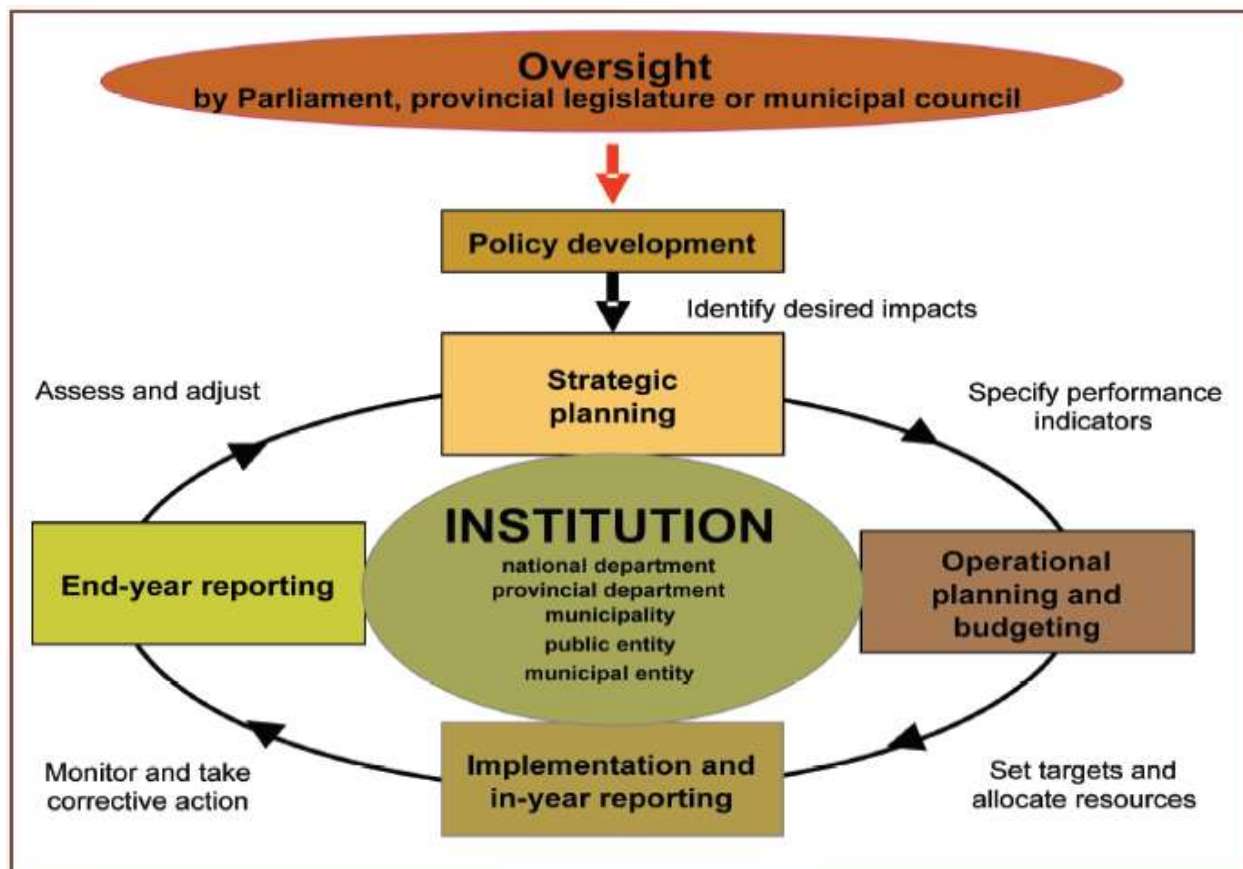 Oversight
by Parliament, provincial legislature or municipal council
Policy development
Identify desired impacts
Strategic
planning
Assess and adjust
Specify performance
indicators
INSTITUTION
national department
provincial department
municipality
public entity
municipal entity
End-year reporting
Operational
planning and
budgeting
Implementation and
in-year reporting
Monitor and take
corrective action
Set targets and
allocate resources